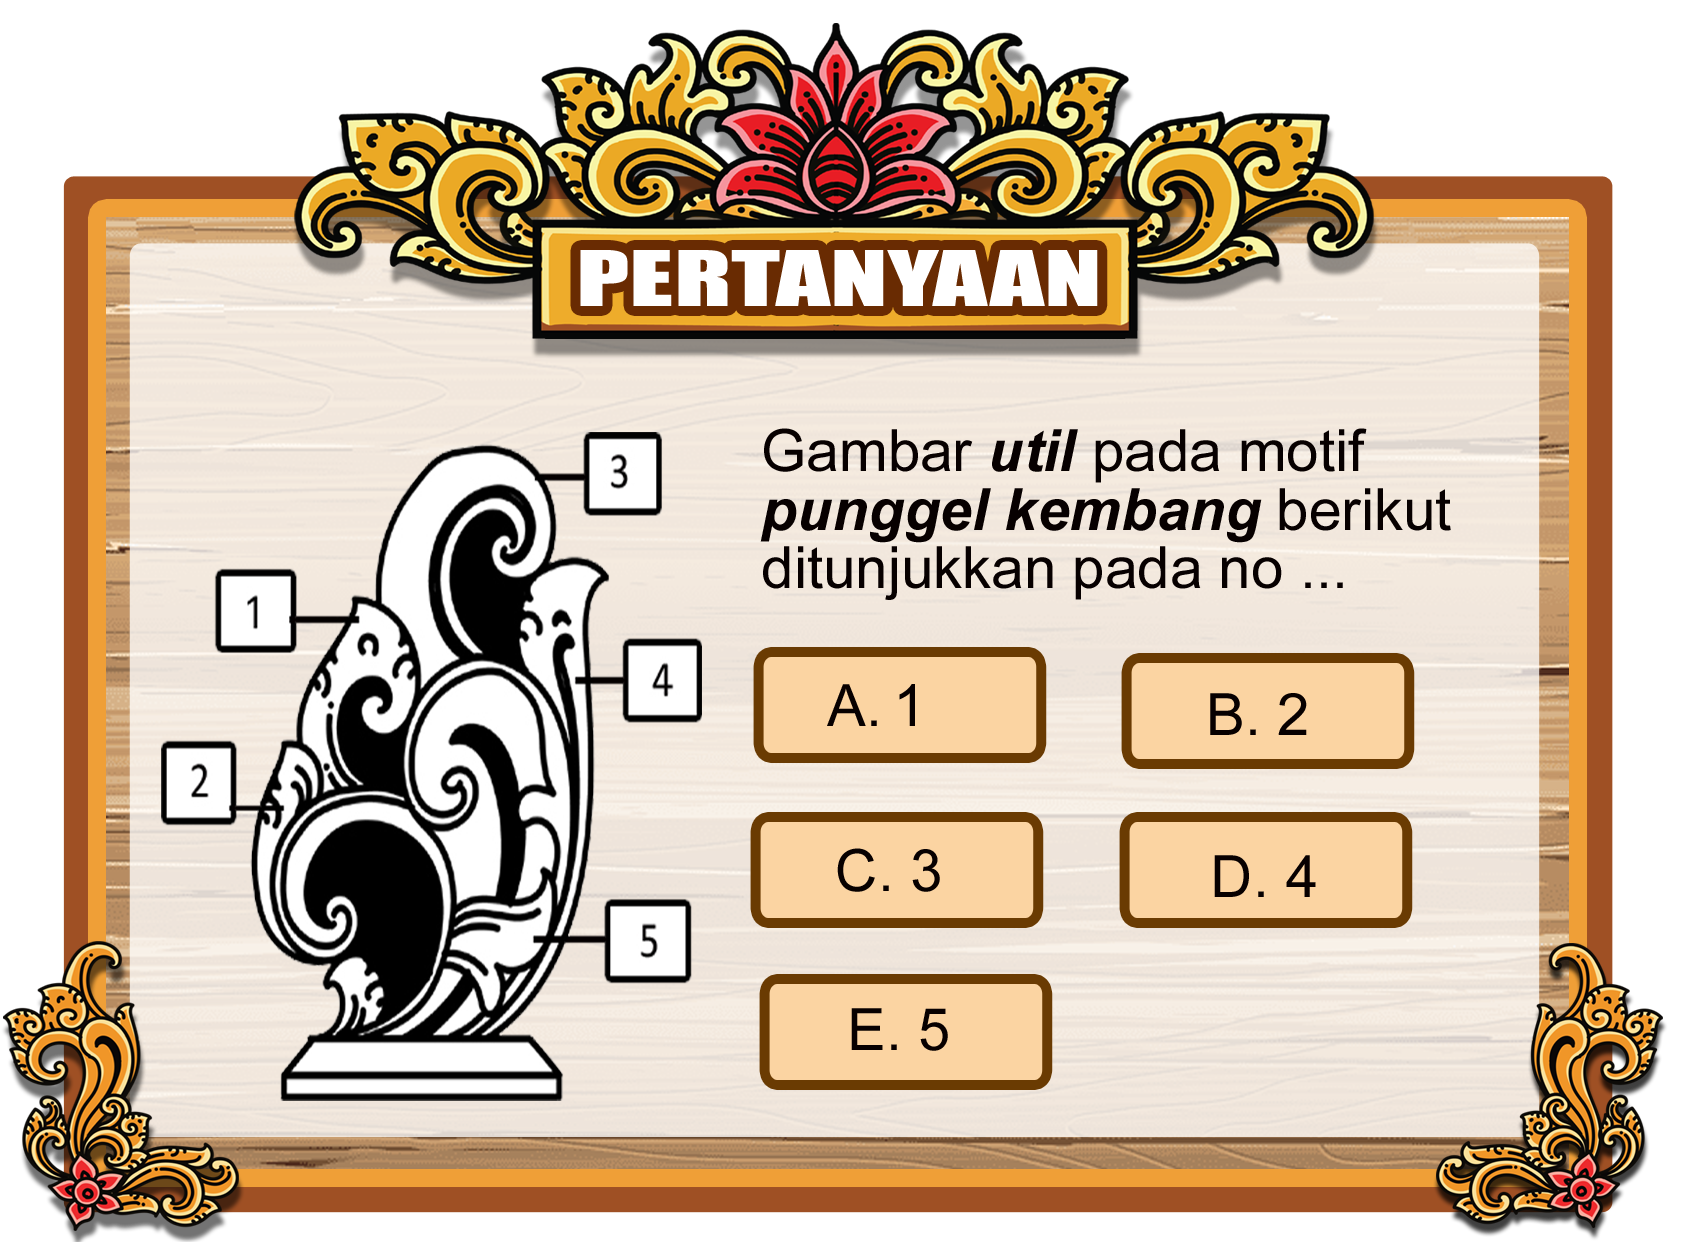 PERTANYAAN
3
1
4
2
5
Gambar util pada motif
punggel kembang berikut
ditunjukkan pada no ...
A. 1
B. 2
C. 3
D. 4
E. 5